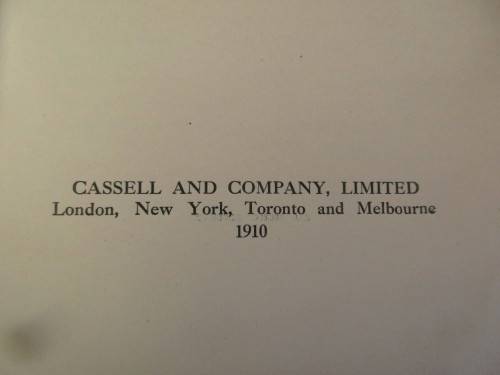 CASSELL AND COMPANY, LIMITED
London, New York, Toronto and Melbourne
1910